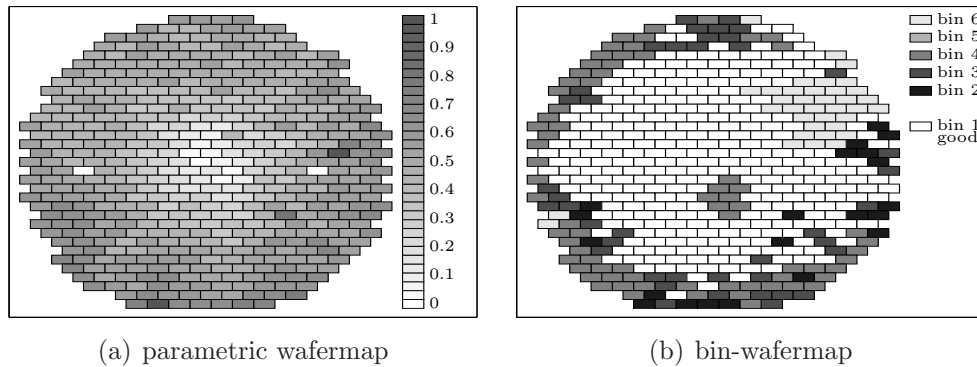 1
0.9
0.8
0.7
0.6
0.5
0.4
0.3
0.2
0.1
0
bin 6
bin 5
bin 4
bin 3
bin 2
bin 1
good
(a) parametric wafermap
(b) bin-wafermap